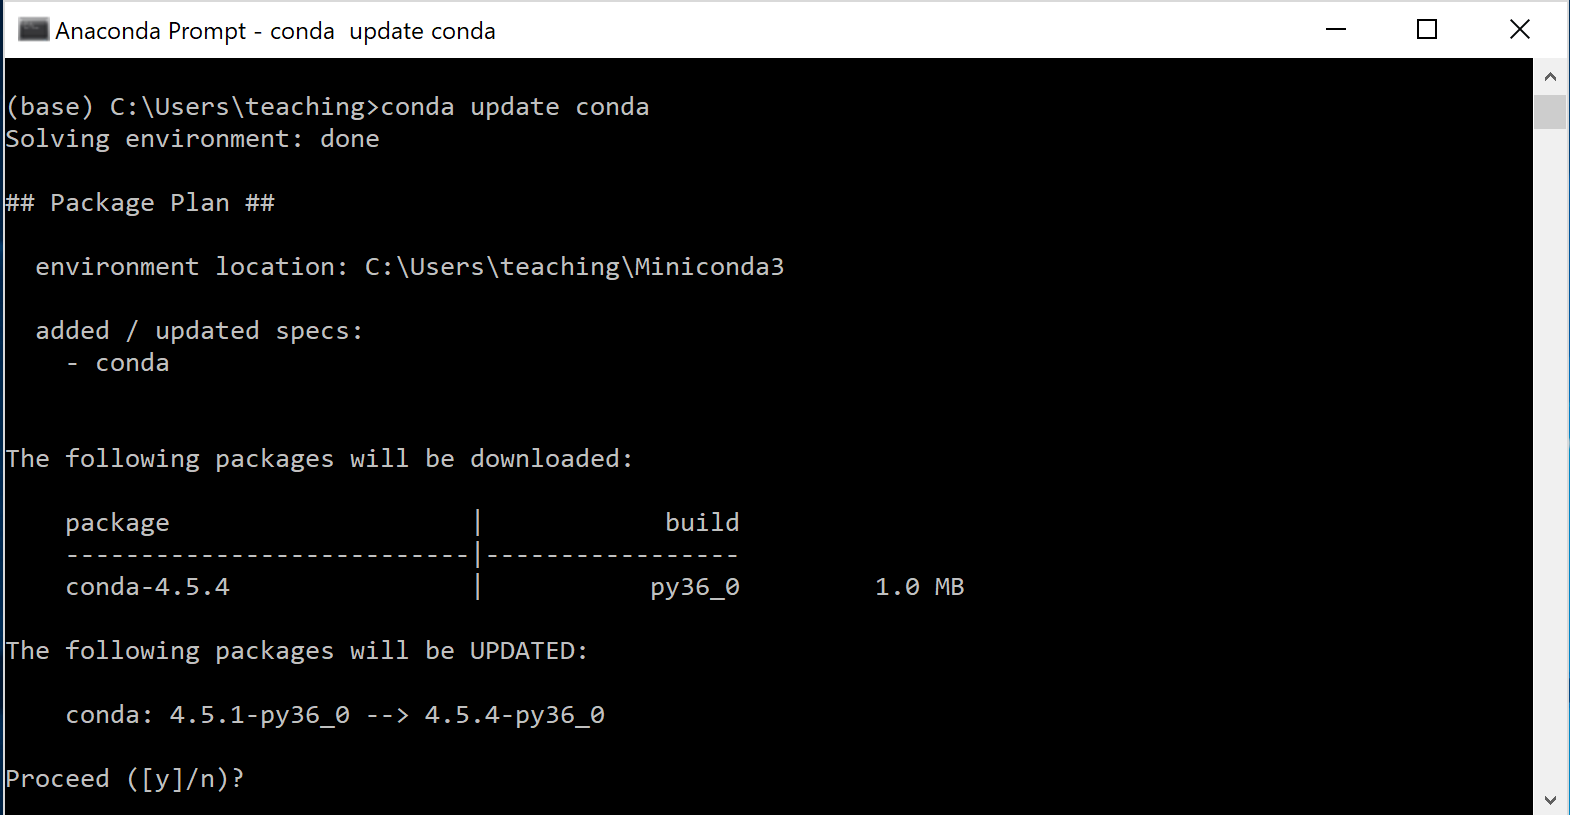 Anaconda Prompt - conda  update conda
(base) C:\Users\teaching>conda update conda
Solving environment: done
## Package Plan ##
  environment location: C:\Users\teaching\Miniconda3
  added / updated specs:
    - conda
The following packages will be downloaded:
    package                    |            build
    ---------------------------|-----------------
    conda-4.5.4                |           py36_0         1.0 MB
The following packages will be UPDATED:
    conda: 4.5.1-py36_0 --> 4.5.4-py36_0
Proceed ([y]/n)?